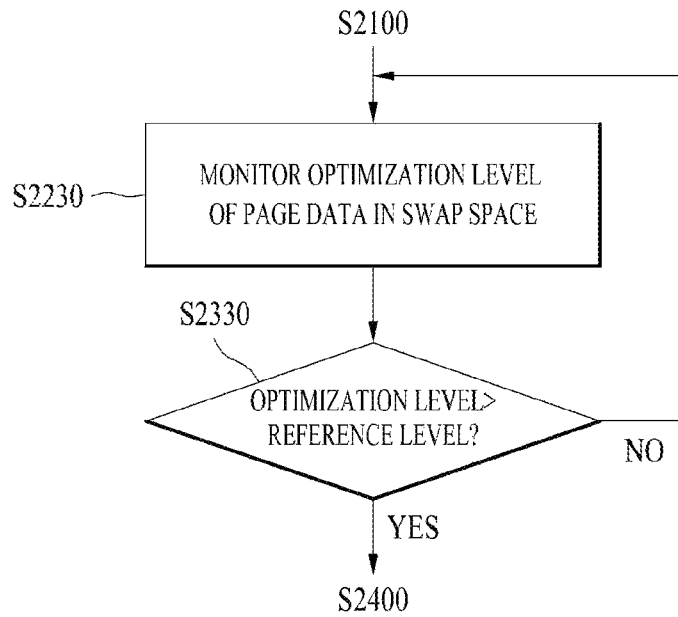 S2100
S2230
MONITOR OPTIMIZATION LEVEL
OF PAGE DATA IN SWAP SPACE
S2330
OPTIMIZATION LEVEL>
REFERENCE LEVEL?
NO
YES
S2400